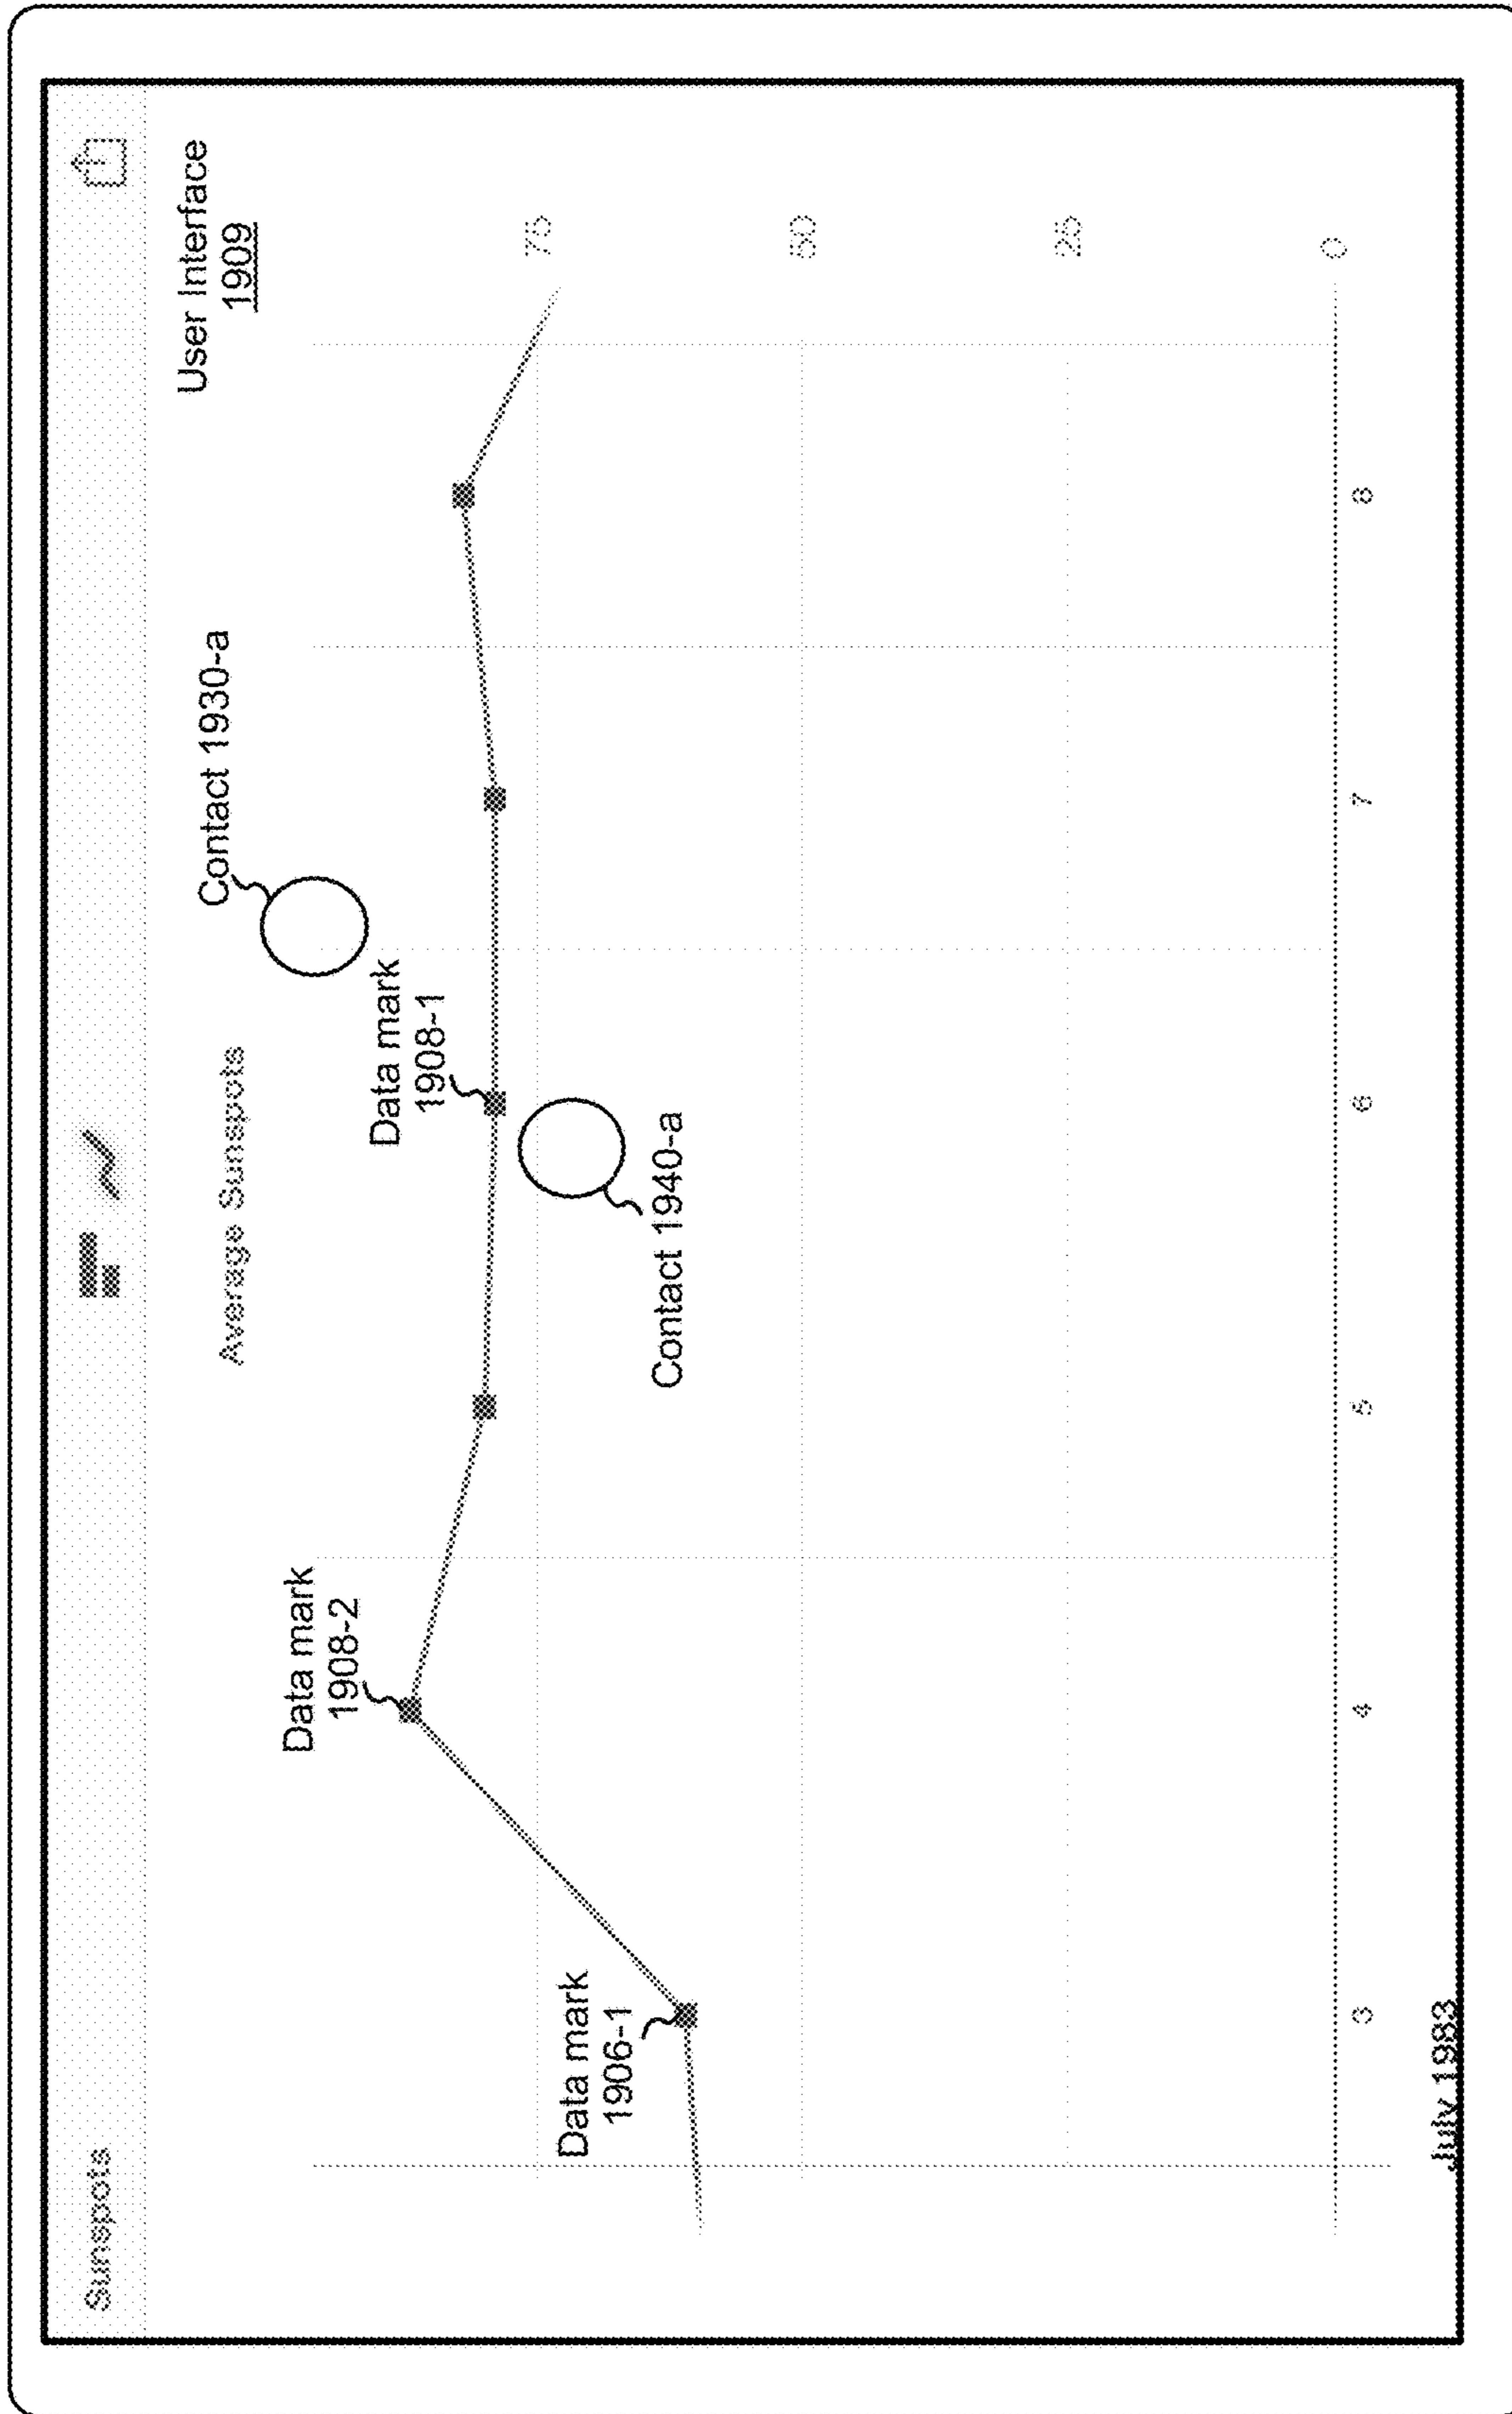 Sunspots
User Interface
1909
Average Sunspots
Contact 1930-a
Data mark
1908-2
Data mark
1908-1
Data mark
1906-1
Contact 1940-a
75
50
25
0
3
4
5
6
7
8
July 1983